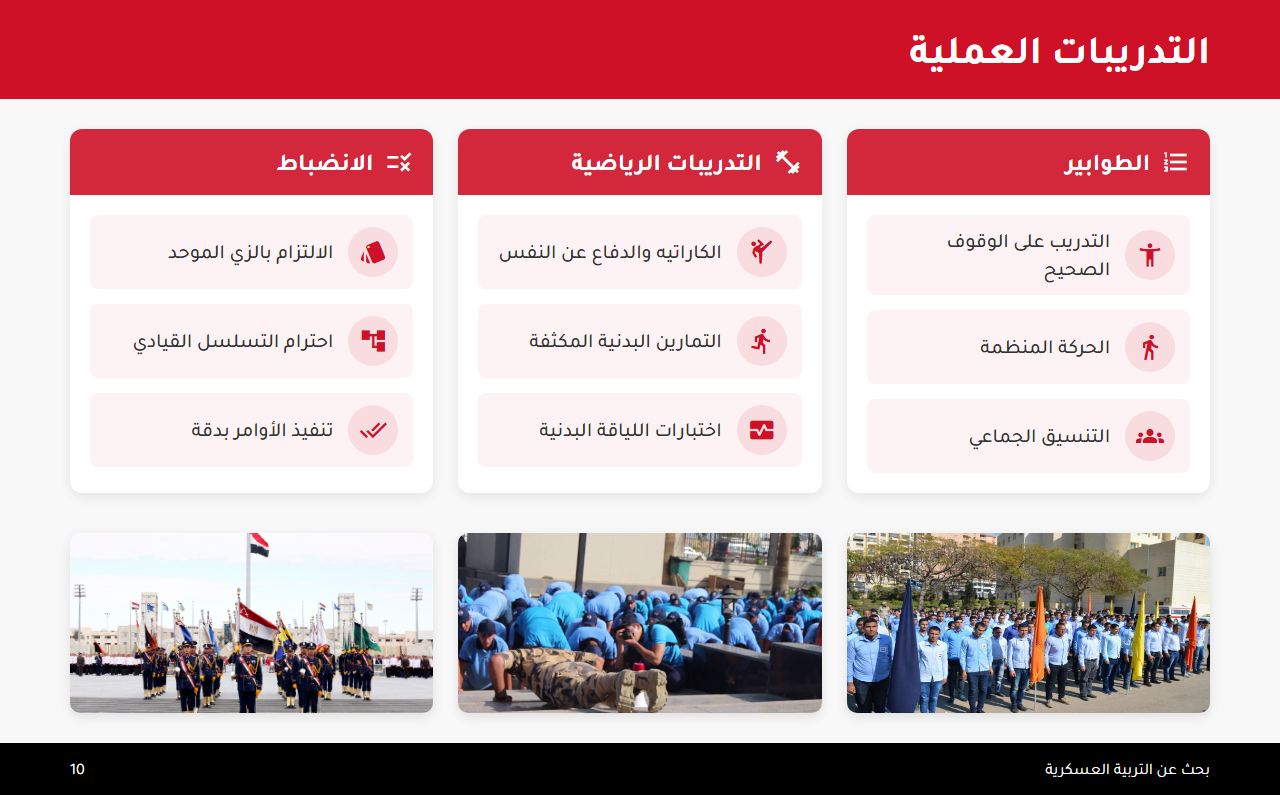 التدريبات العملية
الطوابير
التدريب على الوقوف
الصحيح
الحركة المنظمة
التنسيق الجماعي
التدريبات الرياضية
الكاراتيه والدفاع عن النفس
التمارين البدنية المكثفة
اختبارات اللياقة البدنية
الانضباط
الالتزام بالزي الموحد
احترام التسلسل القيادي
تنفيذ الأوامر بدقة
بحث عن التربية العسكرية
10